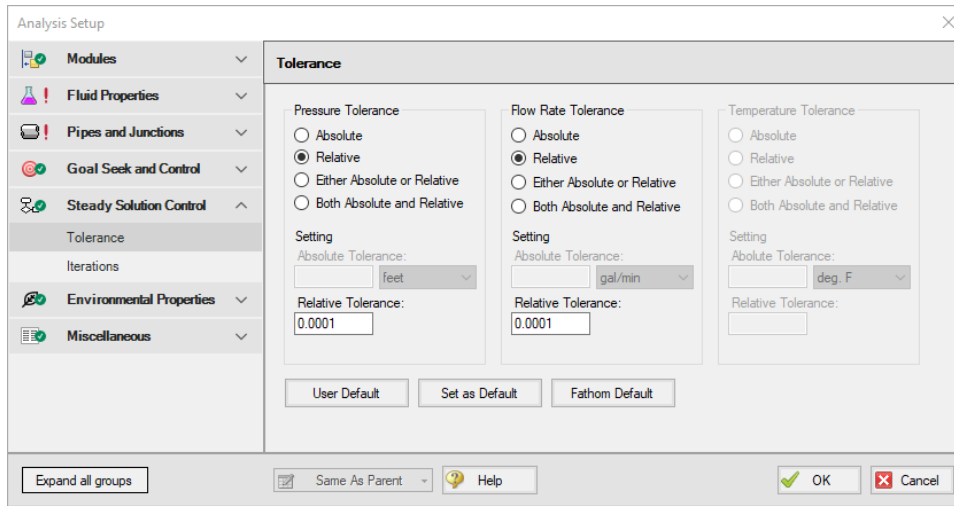 Analysis Setup
Modules
Fluid Properties
Pipes and Junctions
Goal Seek and Control
Steady Solution Control
Tolerance
Iterations
Environmental Properties
Miscellaneous
Expand all groups
Tolerance
Pressure Tolerance
Absolute
Relative
Either Absolute or Relative
Both Absolute and Relative
Setting
Absolute Tolerance:
feet
Relative Tolerance:
0.0001
Flow Rate Tolerance
Absolute
Relative
Either Absolute or Relative
Both Absolute and Relative
Setting
Absolute Tolerance:
gal/min
Relative Tolerance:
0.0001
Temperature Tolerance
Absolute
Relative
Either Absolute or Relative
Both Absolute and Relative
Setting
Abolute Tolerance:
deg. F
Relative Tolerance:
User Default
Set as Default
Fathom Default
Same As Parent
Help
OK
Cancel